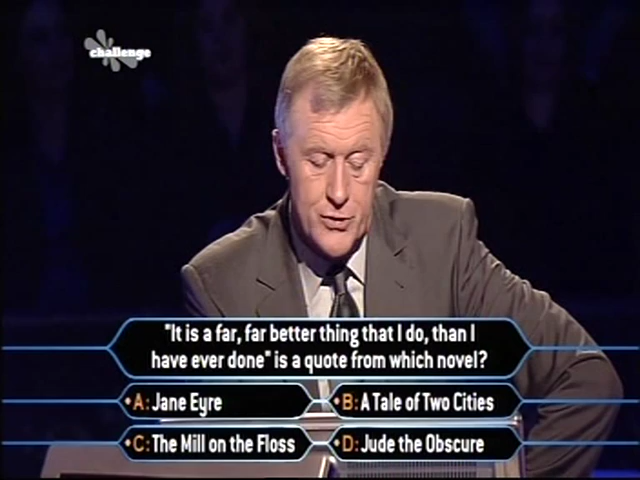 challenge
"It is a far, far better thing that I do, than I
have ever done" is a quote from which novel?
A: Jane Eyre
B: A Tale of Two Cities
C: The Mill on the Floss
D: Jude the Obscure